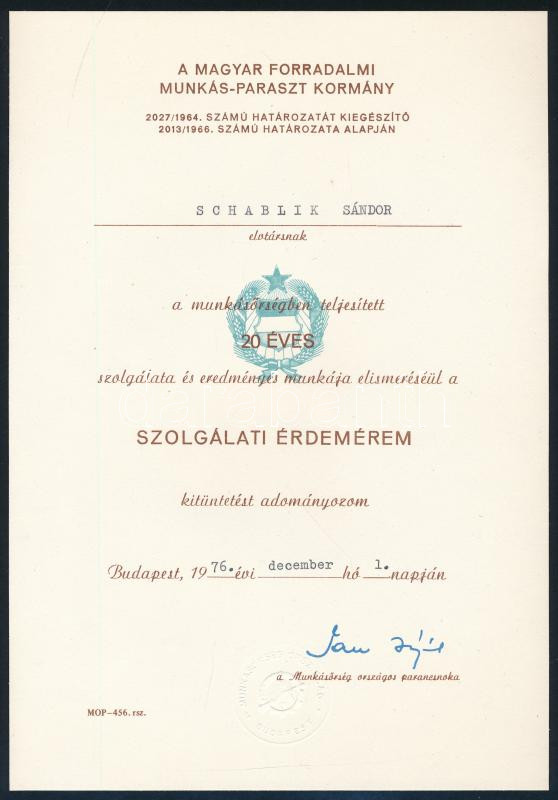 A MAGYAR FORRADALMI
MUNKÁS-PARASZT KORMÁNY
2027/1964. SZÁMÚ HATÁROZATÁT KIEGÉSZÍTŐ
2013/1966. SZÁMÚ HATÁROZATA ALAPJÁN
SCHABLIK SÁNDOR
elvtársnak
a munkásőrségben teljesített
20 ÉVES
szolgálata és eredményes munkája elismeréséül a
SZOLGÁLATI ÉRDEMÉREM
kitüntetést adományozom
Budapest, 1976. évi december hó 1. napján
a Munkásőrség országos parancsnoka
MOP-456. rsz.